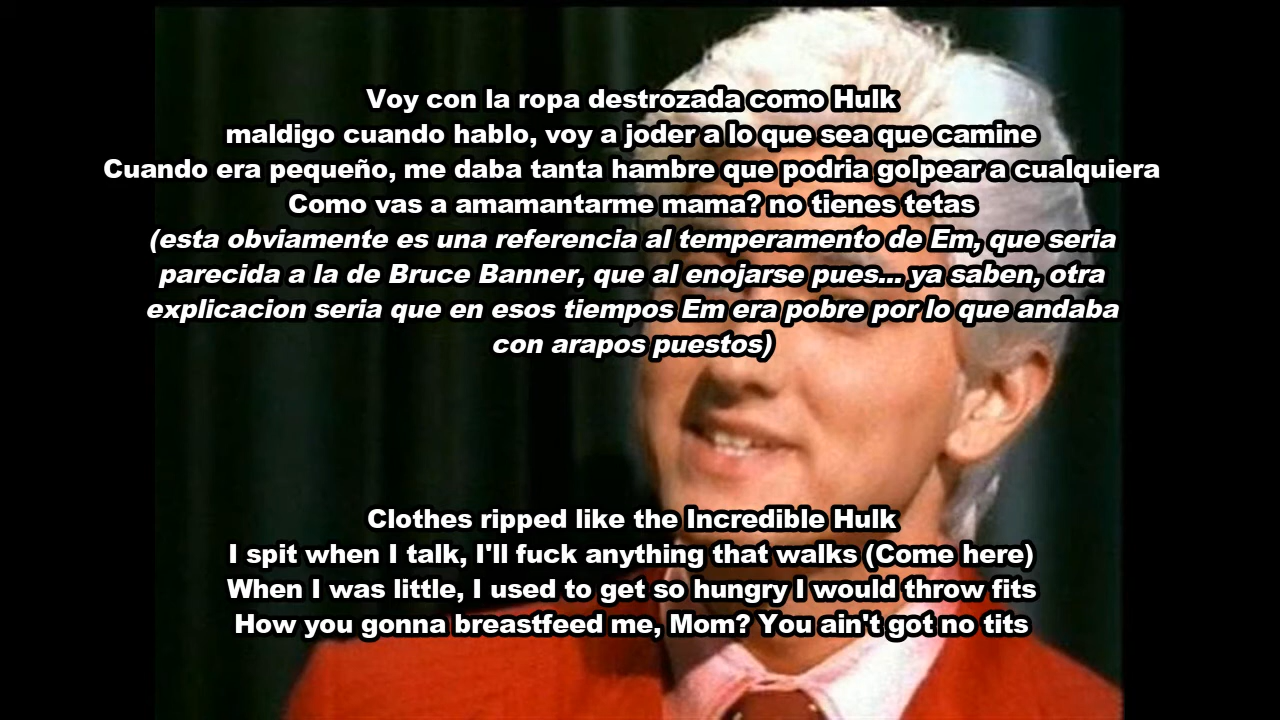 Voy con la ropa destrozada como Hulk
maldigo cuando hablo, voy a joder a lo que sea que camine
Cuando era pequeño, me daba tanta hambre que podria golpear a cualquiera
Como vas a amamantarme mama? no tienes tetas
(esta obviamente es una referencia al temperamento de Em, que seria
parecida a la de Bruce Banner, que al enojarse pues... ya saben, otra
explicacion seria que en esos tiempos Em era pobre por lo que andaba
con arapos puestos)
Clothes ripped like the Incredible Hulk
I spit when I talk, I'll fuck anything that walks (Come here)
When I was little, I used to get so hungry I would throw fits
How you gonna breastfeed me, Mom? You ain't got no tits